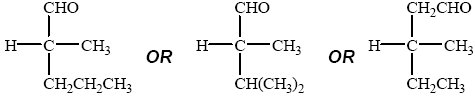 CHO CHO CH₂CHO
H CH₃ OR H CH₃ OR H CH₃
CH₂CH₂CH₃ CH(CH₃)₂ CH₂CH₃